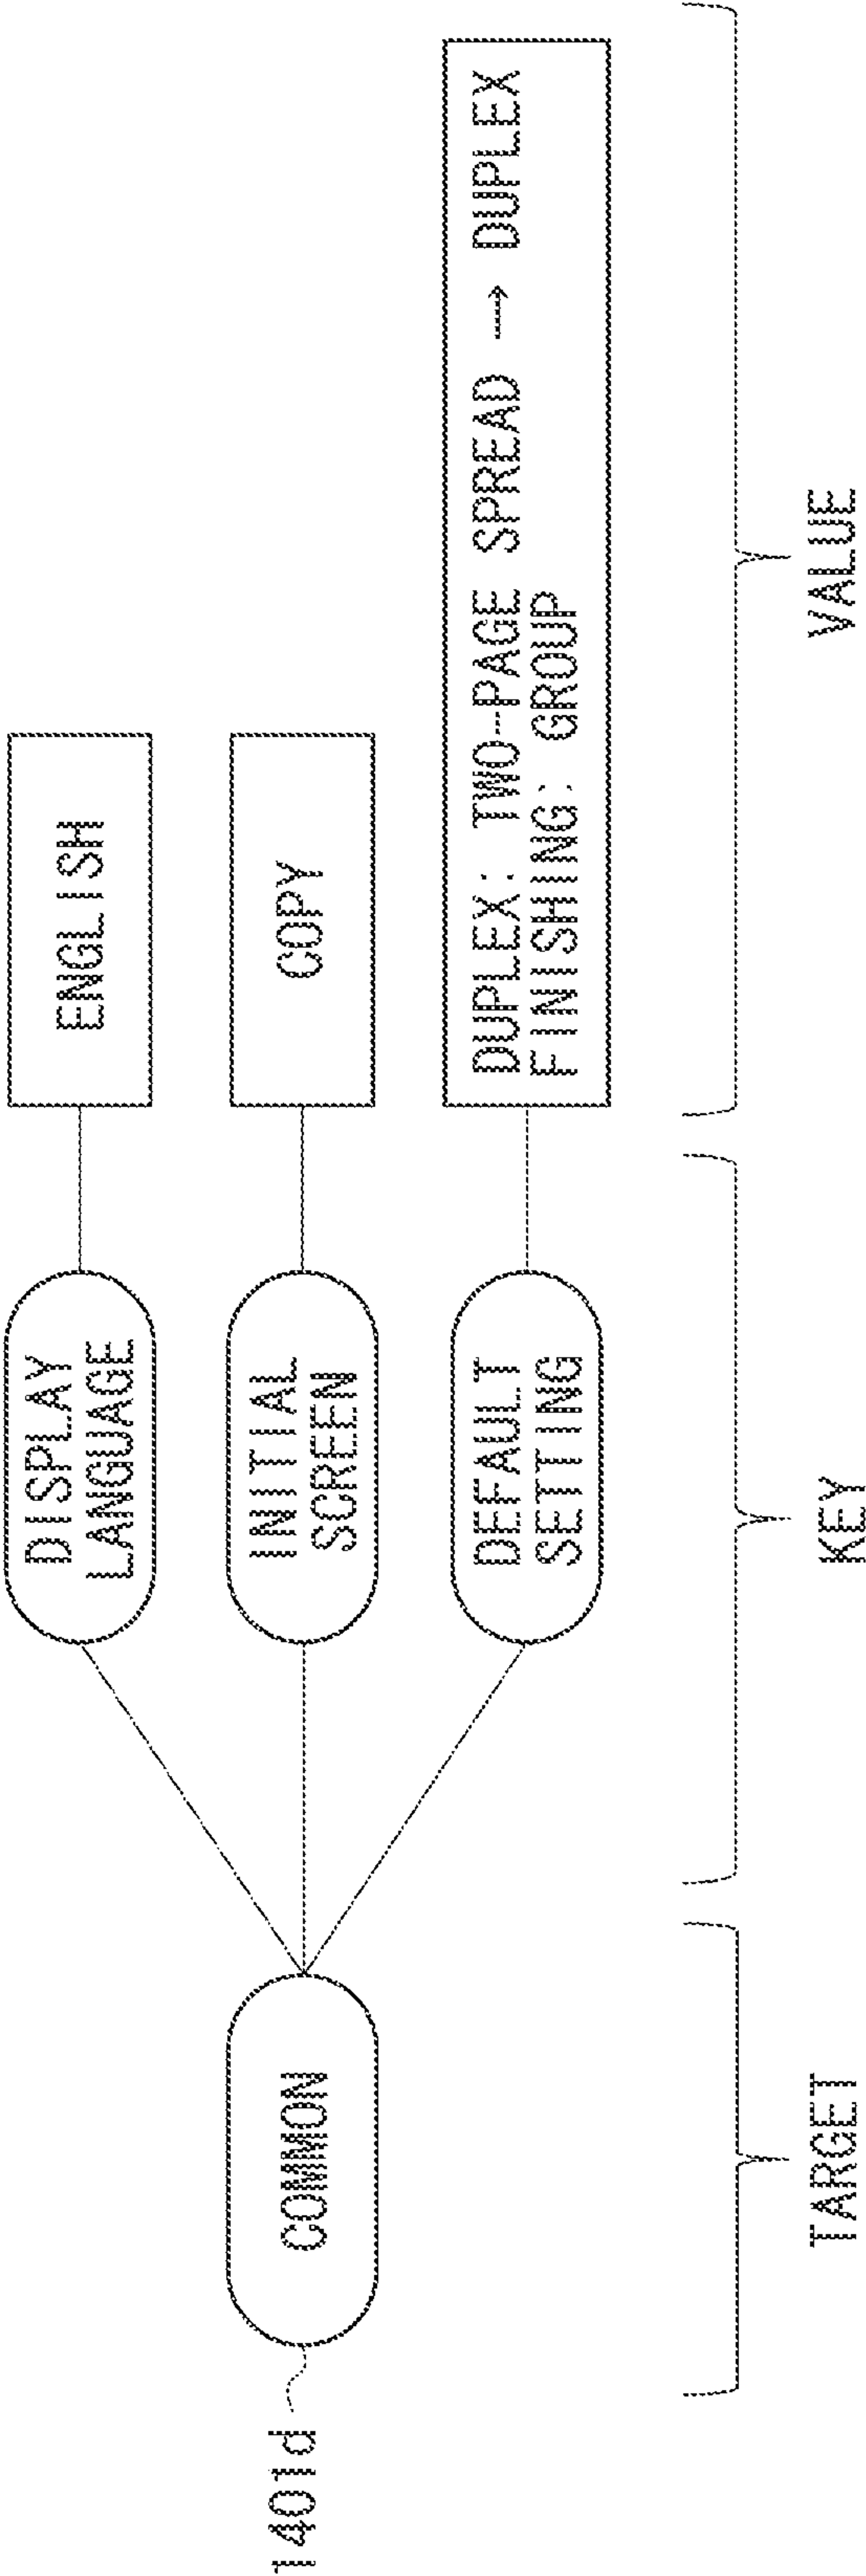 1401d
COMMON
DISPLAY
LANGUAGE
ENGLISH
INITIAL
SCREEN
COPY
DEFAULT
SETTING
DUPLEX: TWO-PAGE SPREAD → DUPLEX
FINISHING: GROUP
TARGET
KEY
VALUE